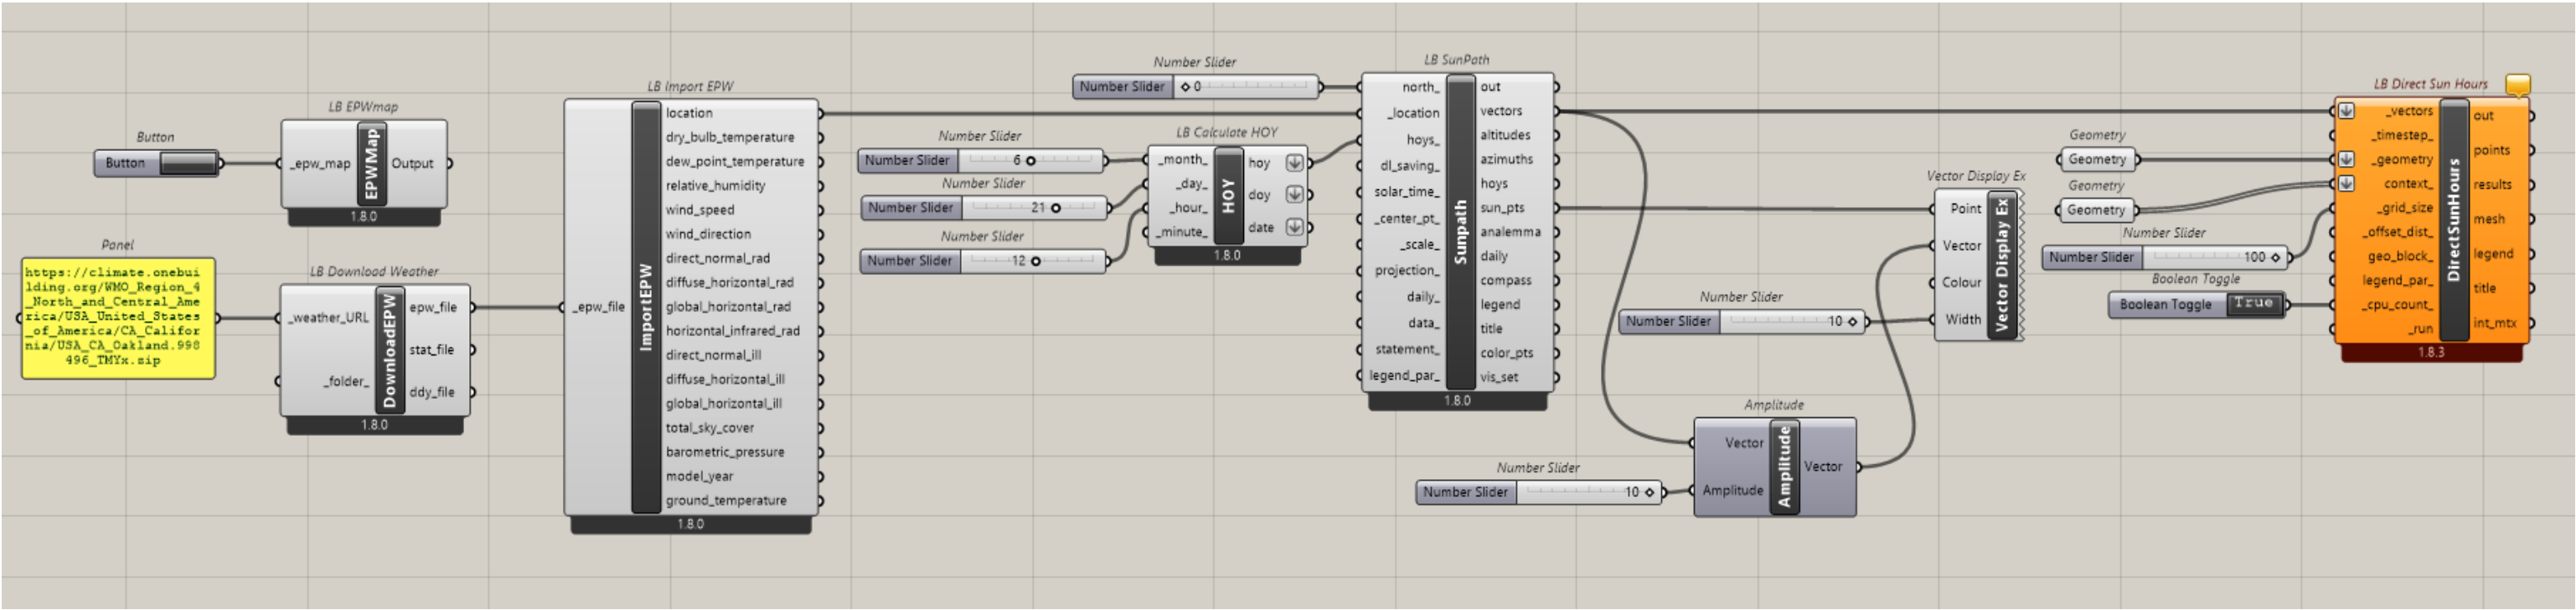 LB EPWmap
Button
Button
_epw_map
EPWMap
Output
1.8.0
Panel
https://climate.onebui
lding.org/WMO_Region_4
_North_and_Central_Ame
rica/USA_United_States
_of_America/CA_Califor
nia/USA_CA_Oakland.998
496_TMYx.zip
LB Download Weather
_weather_URL
_folder_
DownloadEPW
epw_file
stat_file
ddy_file
1.8.0
LB Import EPW
_epw_file
ImportEPW
location
dry_bulb_temperature
dew_point_temperature
relative_humidity
wind_speed
wind_direction
direct_normal_rad
diffuse_horizontal_rad
global_horizontal_rad
horizontal_infrared_rad
direct_normal_ill
diffuse_horizontal_ill
global_horizontal_ill
total_sky_cover
barometric_pressure
model_year
ground_temperature
1.8.0
Number Slider
Number Slider 0
Number Slider
Number Slider 6
Number Slider
Number Slider 21
Number Slider
Number Slider 12
LB Calculate HOY
_month_
_day_
_hour_
_minute_
HOY
hoy
doy
date
1.8.0
LB SunPath
north_
_location
hoys_
dl_saving_
solar_time_
_center_pt_
_scale_
projection_
daily_
data_
statement_
legend_par_
Sunpath
out
vectors
altitudes
azimuths
hoys
sun_pts
analemma
daily
compass
legend
title
color_pts
vis_set
1.8.0
Number Slider
Number Slider 10
Number Slider
Number Slider 10
Amplitude
Vector
Amplitude
Amplitude
Vector
Vector Display Ex
Point
Vector
Colour
Width
Vector Display Ex
Geometry
Geometry
Geometry
Geometry
Number Slider
Number Slider 100
Boolean Toggle
Boolean Toggle True
LB Direct Sun Hours
_vectors
_timestep_
_geometry
context_
_grid_size
_offset_dist_
geo_block_
legend_par_
_cpu_count_
_run
DirectSunHours
out
points
results
mesh
legend
title
int_mtx
1.8.3